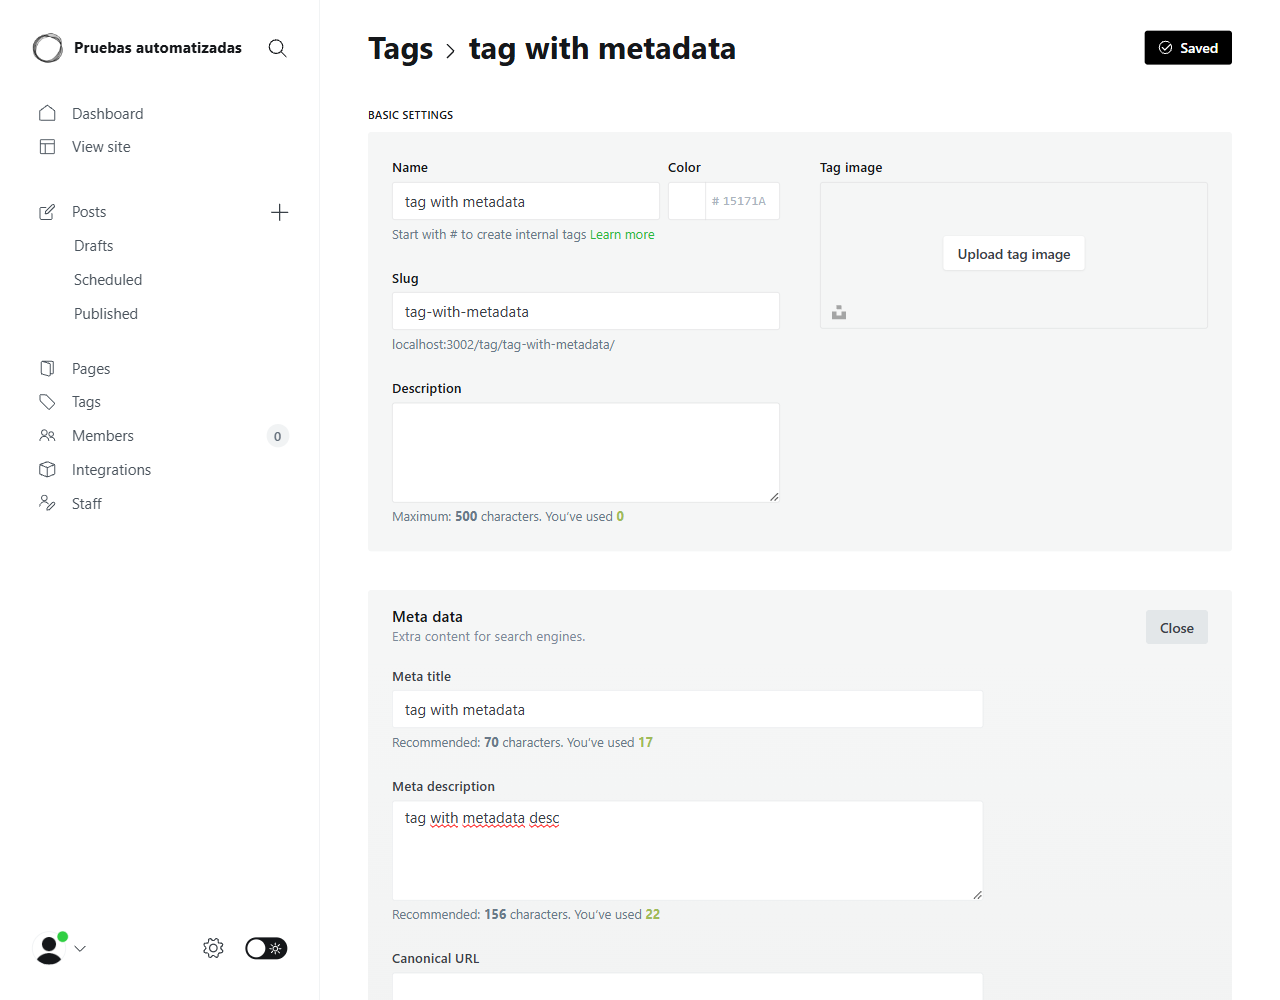 Pruebas automatizadas
Dashboard
View site
Posts
Drafts
Scheduled
Published
Pages
Tags
Members
0
Integrations
Staff
Tags > tag with metadata
Saved
BASIC SETTINGS
Name
tag with metadata
Start with # to create internal tags Learn more
Color
# 15171A
Slug
tag-with-metadata
localhost:3002/tag/tag-with-metadata/
Description
Maximum: 500 characters. You’ve used 0
Tag image
Upload tag image
Meta data
Extra content for search engines.
Close
Meta title
tag with metadata
Recommended: 70 characters. You’ve used 17
Meta description
tag with metadata desc
Recommended: 156 characters. You’ve used 22
Canonical URL